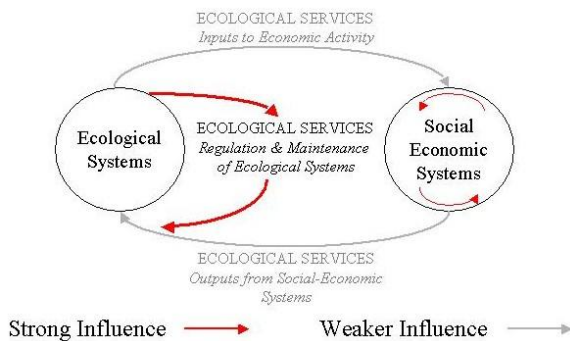 ECOLOGICAL SERVICES
Inputs to Economic Activity
Ecological
Systems
ECOLOGICAL SERVICES
Regulation & Maintenance
of Ecological Systems
Social
Economic
Systems
ECOLOGICAL SERVICES
Outputs from Social-Economic
Systems
Strong Influence
Weaker Influence